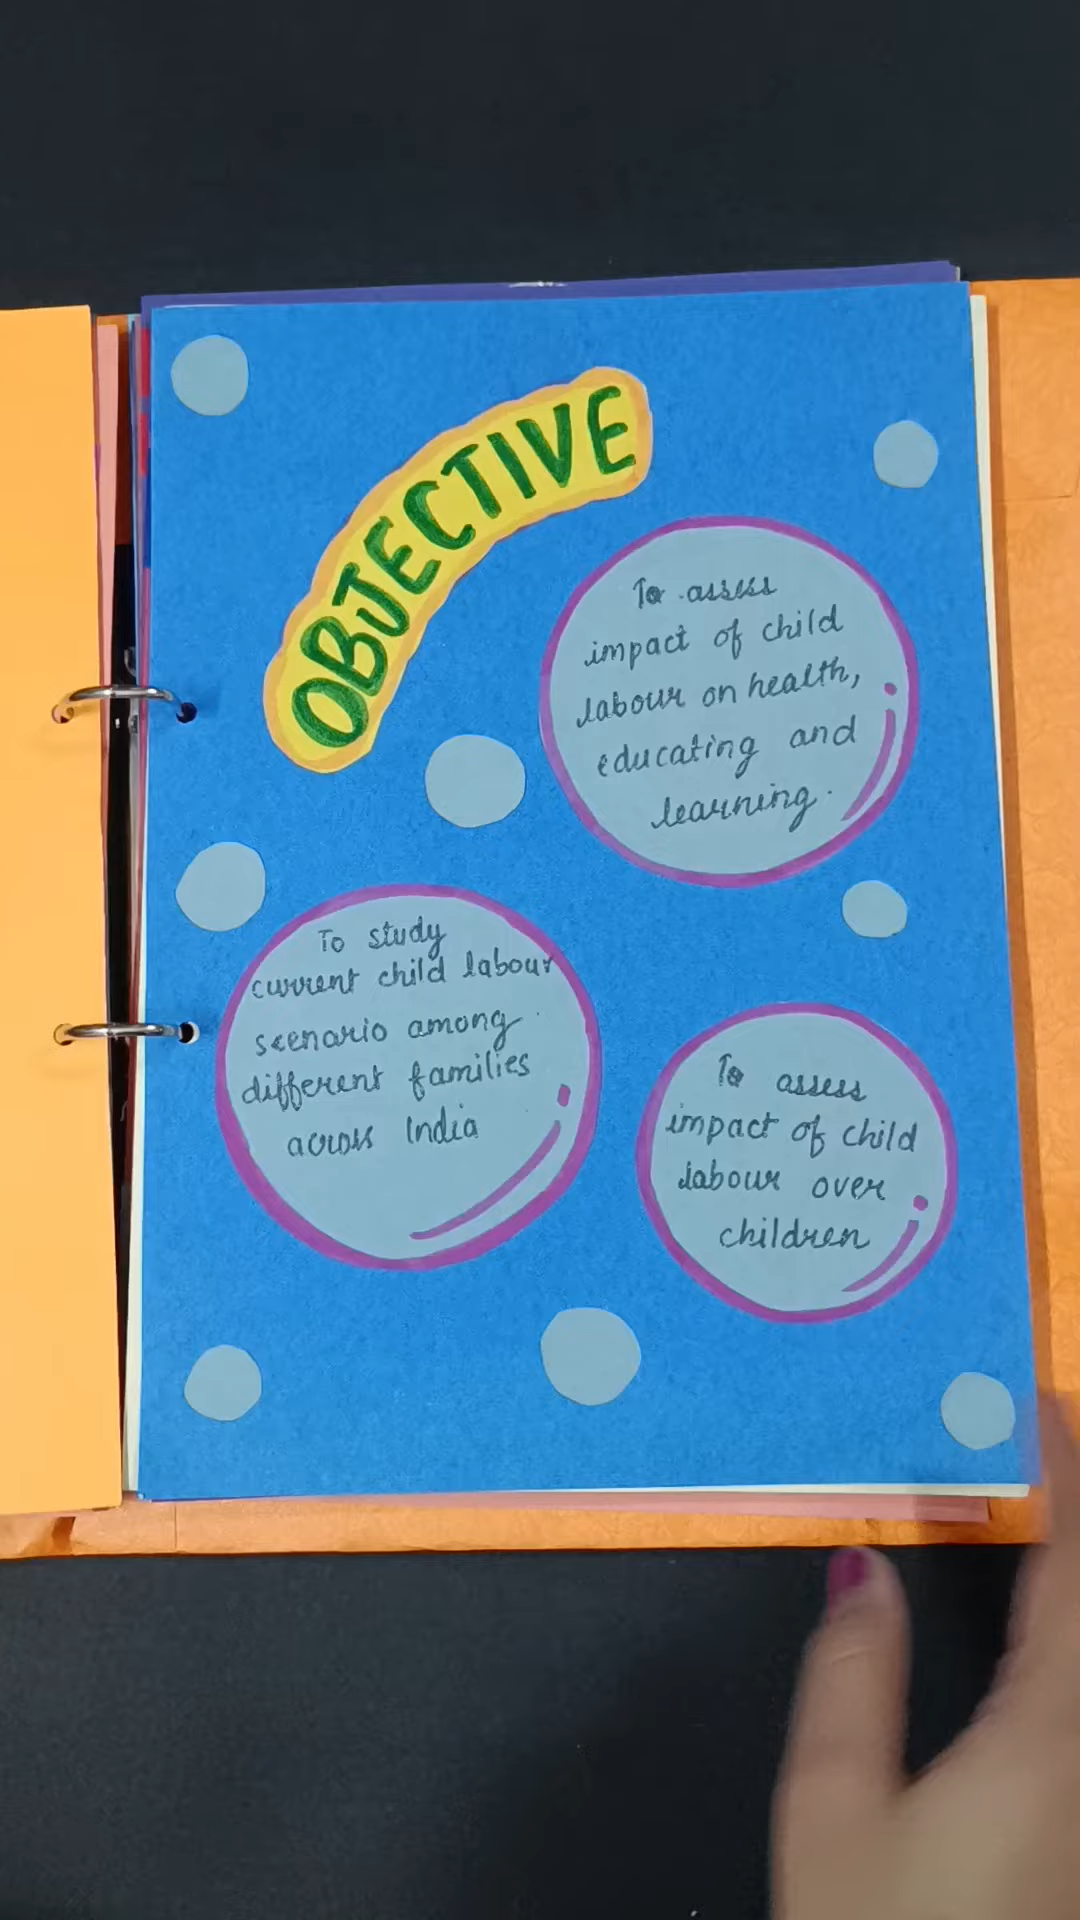 OBJECTIVE
To assess
impact of child
labour on health,
educating and
learning.
To study
current child labour
scenario among
different families
across India
To assess
impact of child
labour over
children